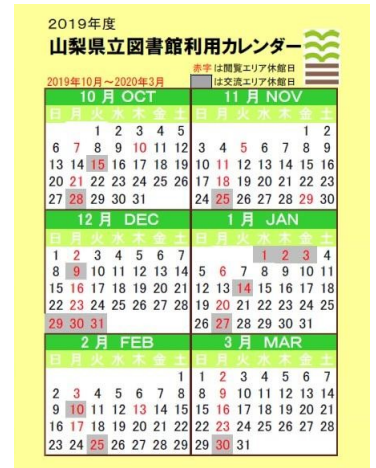 2019年度
山梨県立図書館利用カレンダー
赤字は閲覧エリア休館日
2019年10月～2020年3月
は交流エリア休館日
10 月 OCT
日 月 火 水 木 金 土
1 2 3 4 5
6 7 8 9 10 11 12
13 14 15 16 17 18 19
20 21 22 23 24 25 26
27 28 29 30 31
11 月 NOV
日 月 火 水 木 金 土
1 2
3 4 5 6 7 8 9
10 11 12 13 14 15 16
17 18 19 20 21 22 23
24 25 26 27 28 29 30
12 月 DEC
日 月 火 水 木 金 土
1 2 3 4 5 6 7
8 9 10 11 12 13 14
15 16 17 18 19 20 21
22 23 24 25 26 27 28
29 30 31
1 月 JAN
日 月 火 水 木 金 土
1 2 3 4
5 6 7 8 9 10 11
12 13 14 15 16 17 18
19 20 21 22 23 24 25
26 27 28 29 30 31
2 月 FEB
日 月 火 水 木 金 土
1
2 3 4 5 6 7 8
9 10 11 12 13 14 15
16 17 18 19 20 21 22
23 24 25 26 27 28 29
3 月 MAR
日 月 火 水 木 金 土
1 2 3 4 5 6 7
8 9 10 11 12 13 14
15 16 17 18 19 20 21
22 23 24 25 26 27 28
29 30 31